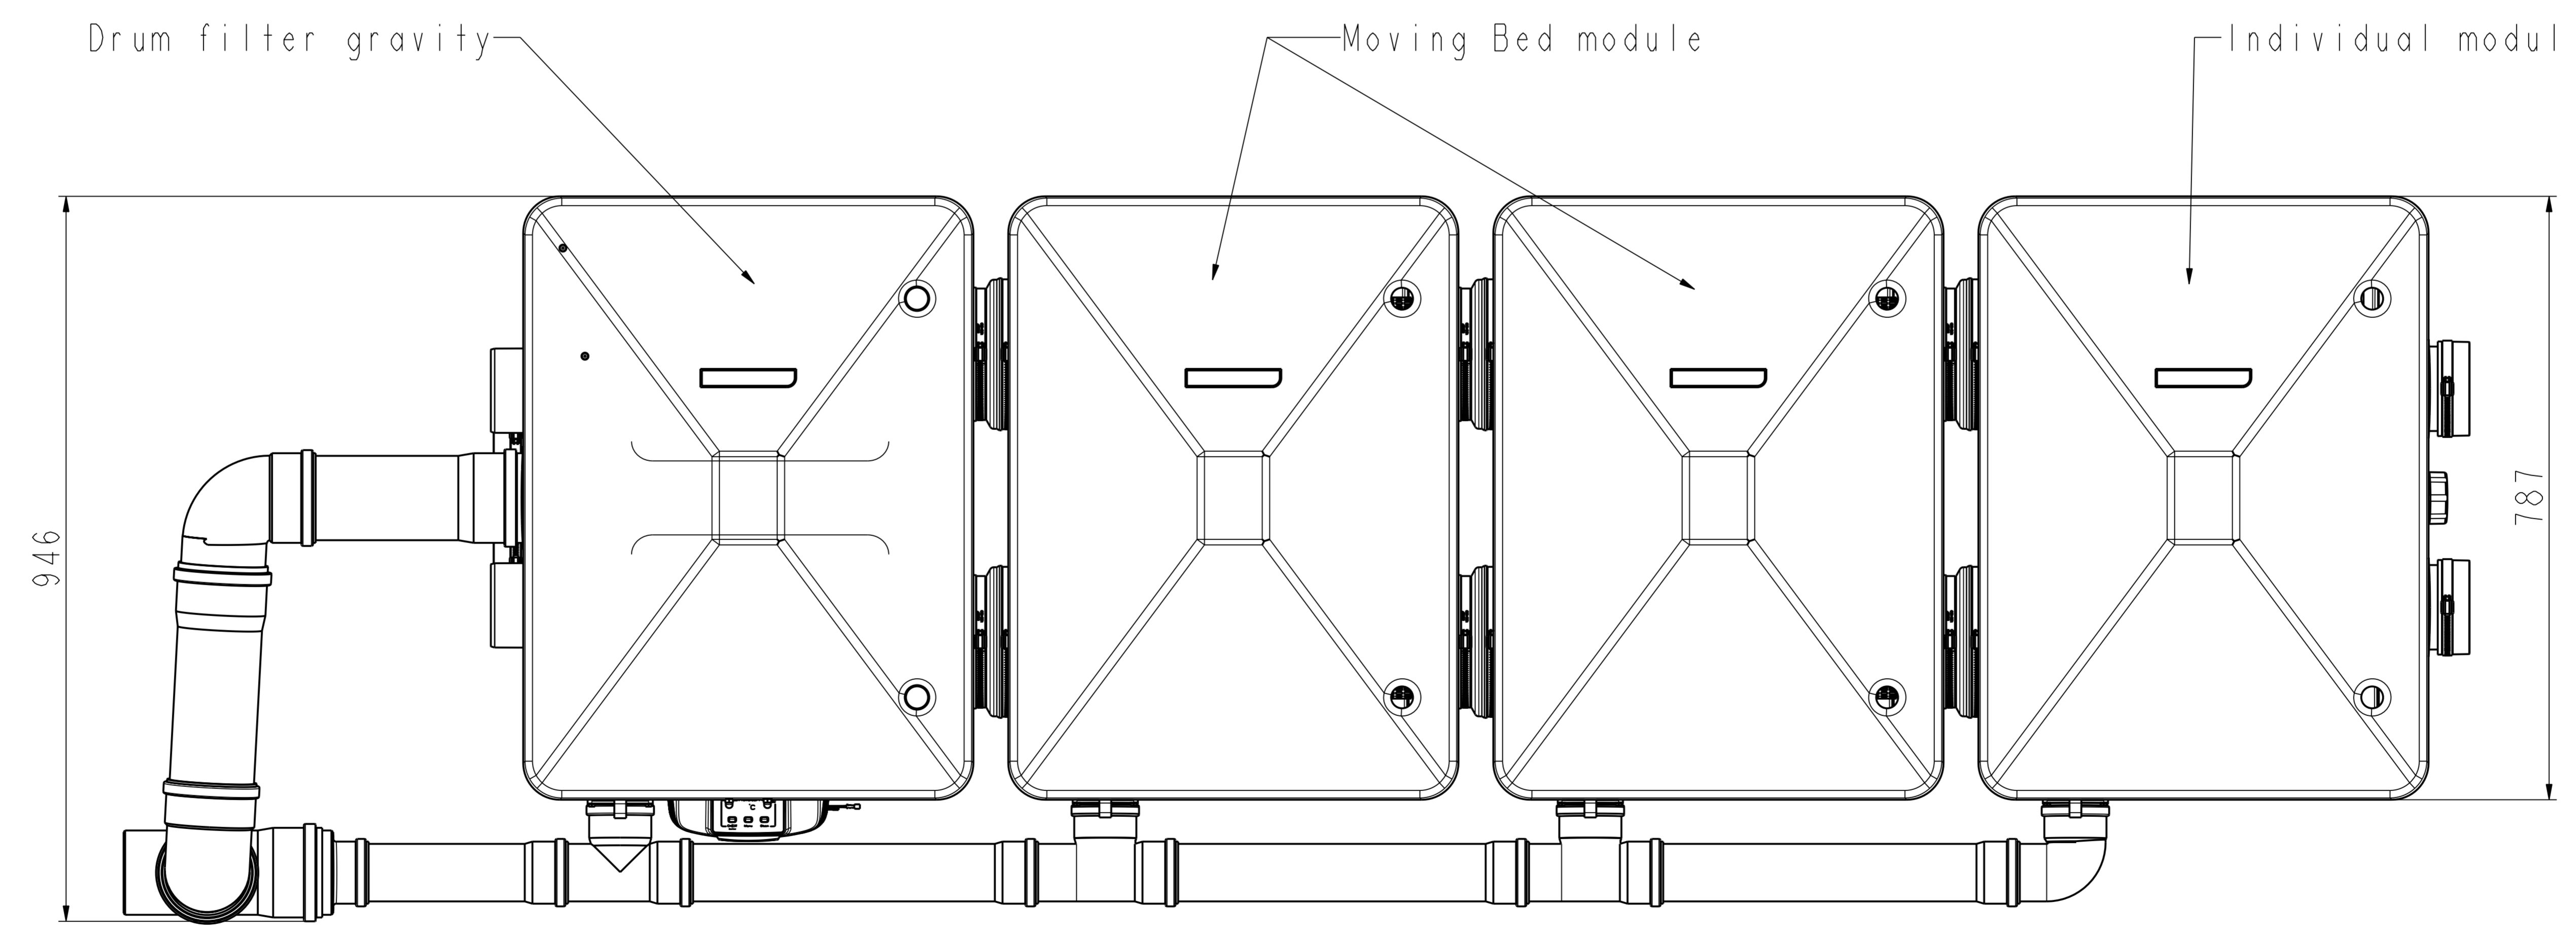 Drum filter gravity
Moving Bed module
Individual modul
946
787
°C